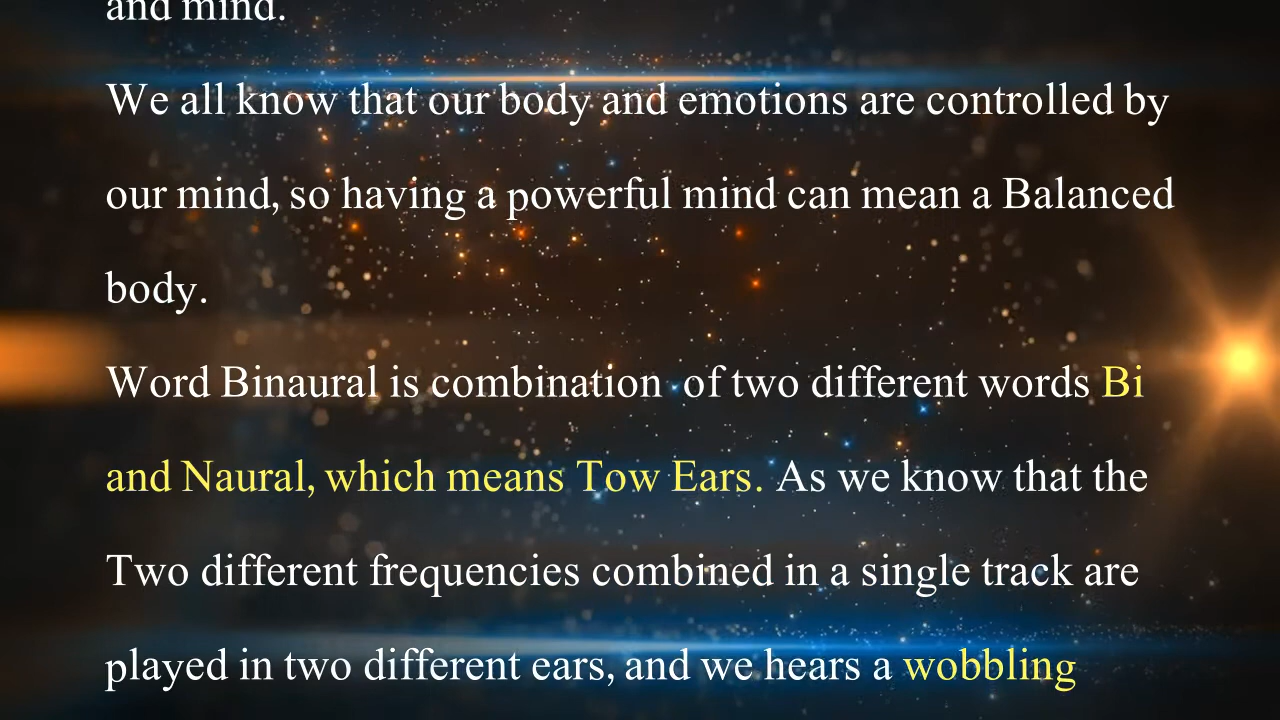 and mind.
We all know that our body and emotions are controlled by
our mind, so having a powerful mind can mean a Balanced
body.
Word Binaural is combination  of two different words Bi
and Naural, which means Tow Ears. As we know that the
Two different frequencies combined in a single track are
played in two different ears, and we hears a wobbling